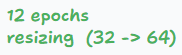 12 epochs
resizing (32 -> 64)